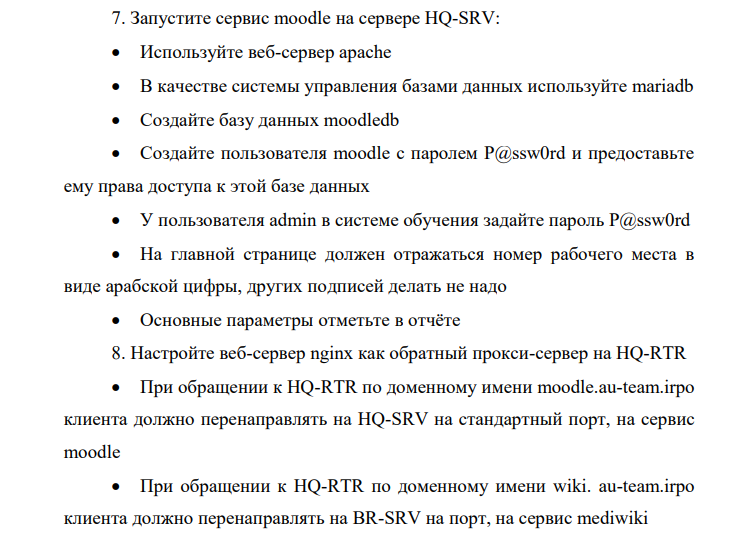 7. Запустите сервис moodle на сервере HQ-SRV:
• Используйте веб-сервер apache
• В качестве системы управления базами данных используйте mariadb
• Создайте базу данных moodledb
• Создайте пользователя moodle с паролем P@ssw0rd и предоставьте
ему права доступа к этой базе данных
• У пользователя admin в системе обучения задайте пароль P@ssw0rd
• На главной странице должен отражаться номер рабочего места в
виде арабской цифры, других подписей делать не надо
• Основные параметры отметьте в отчёте
8. Настройте веб-сервер nginx как обратный прокси-сервер на HQ-RTR
• При обращении к HQ-RTR по доменному имени moodle.au-team.irpo
клиента должно перенаправлять на HQ-SRV на стандартный порт, на сервис
moodle
• При обращении к HQ-RTR по доменному имени wiki. au-team.irpo
клиента должно перенаправлять на BR-SRV на порт, на сервис mediwiki